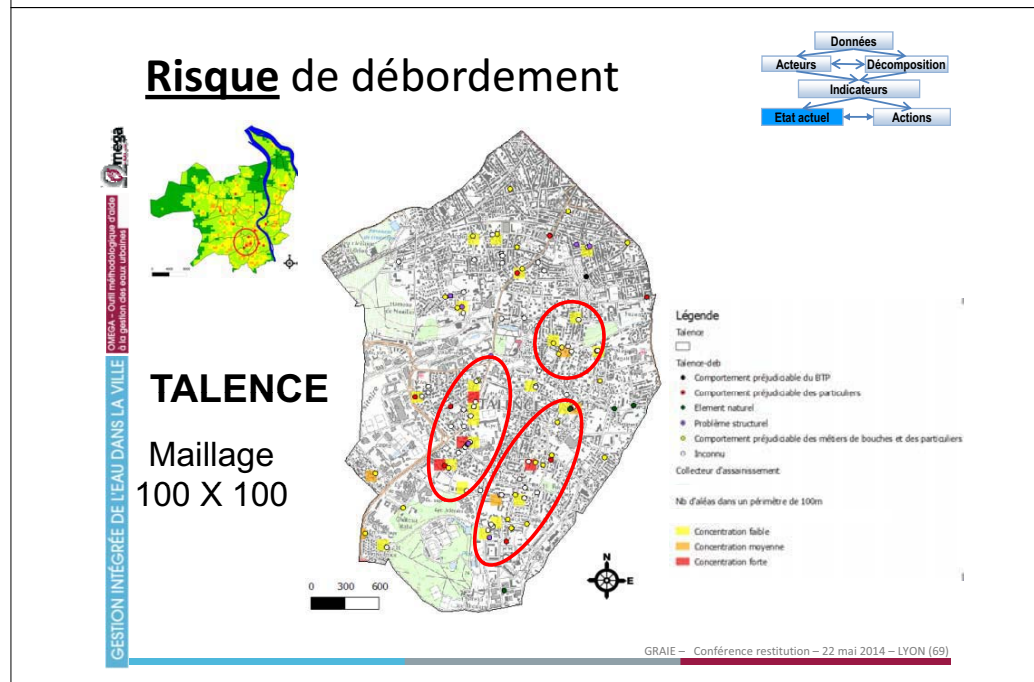 Risque de débordement
Données
Acteurs
Décomposition
Indicateurs
Etat actuel
Actions
Omega
OMEGA - Outil méthodologique d'aide
à la gestion des eaux urbaines
GESTION INTÉGRÉE DE L'EAU DANS LA VILLE
TALENCE
Maillage
100 X 100
TALENCE
0 300 600
N
E
Légende
Talence
Talence-deb
Comportement préjudiciable du BTP
Comportement préjudiciable des particuliers
Element naturel
Problème structurel
Comportement préjudiciable des métiers de bouches et des particuliers
Inconnu
Collecteur d'assainissement
Nb d'aléas dans un périmètre de 100m
Concentration faible
Concentration moyenne
Concentration forte
GRAIE – Conférence restitution – 22 mai 2014 – LYON (69)